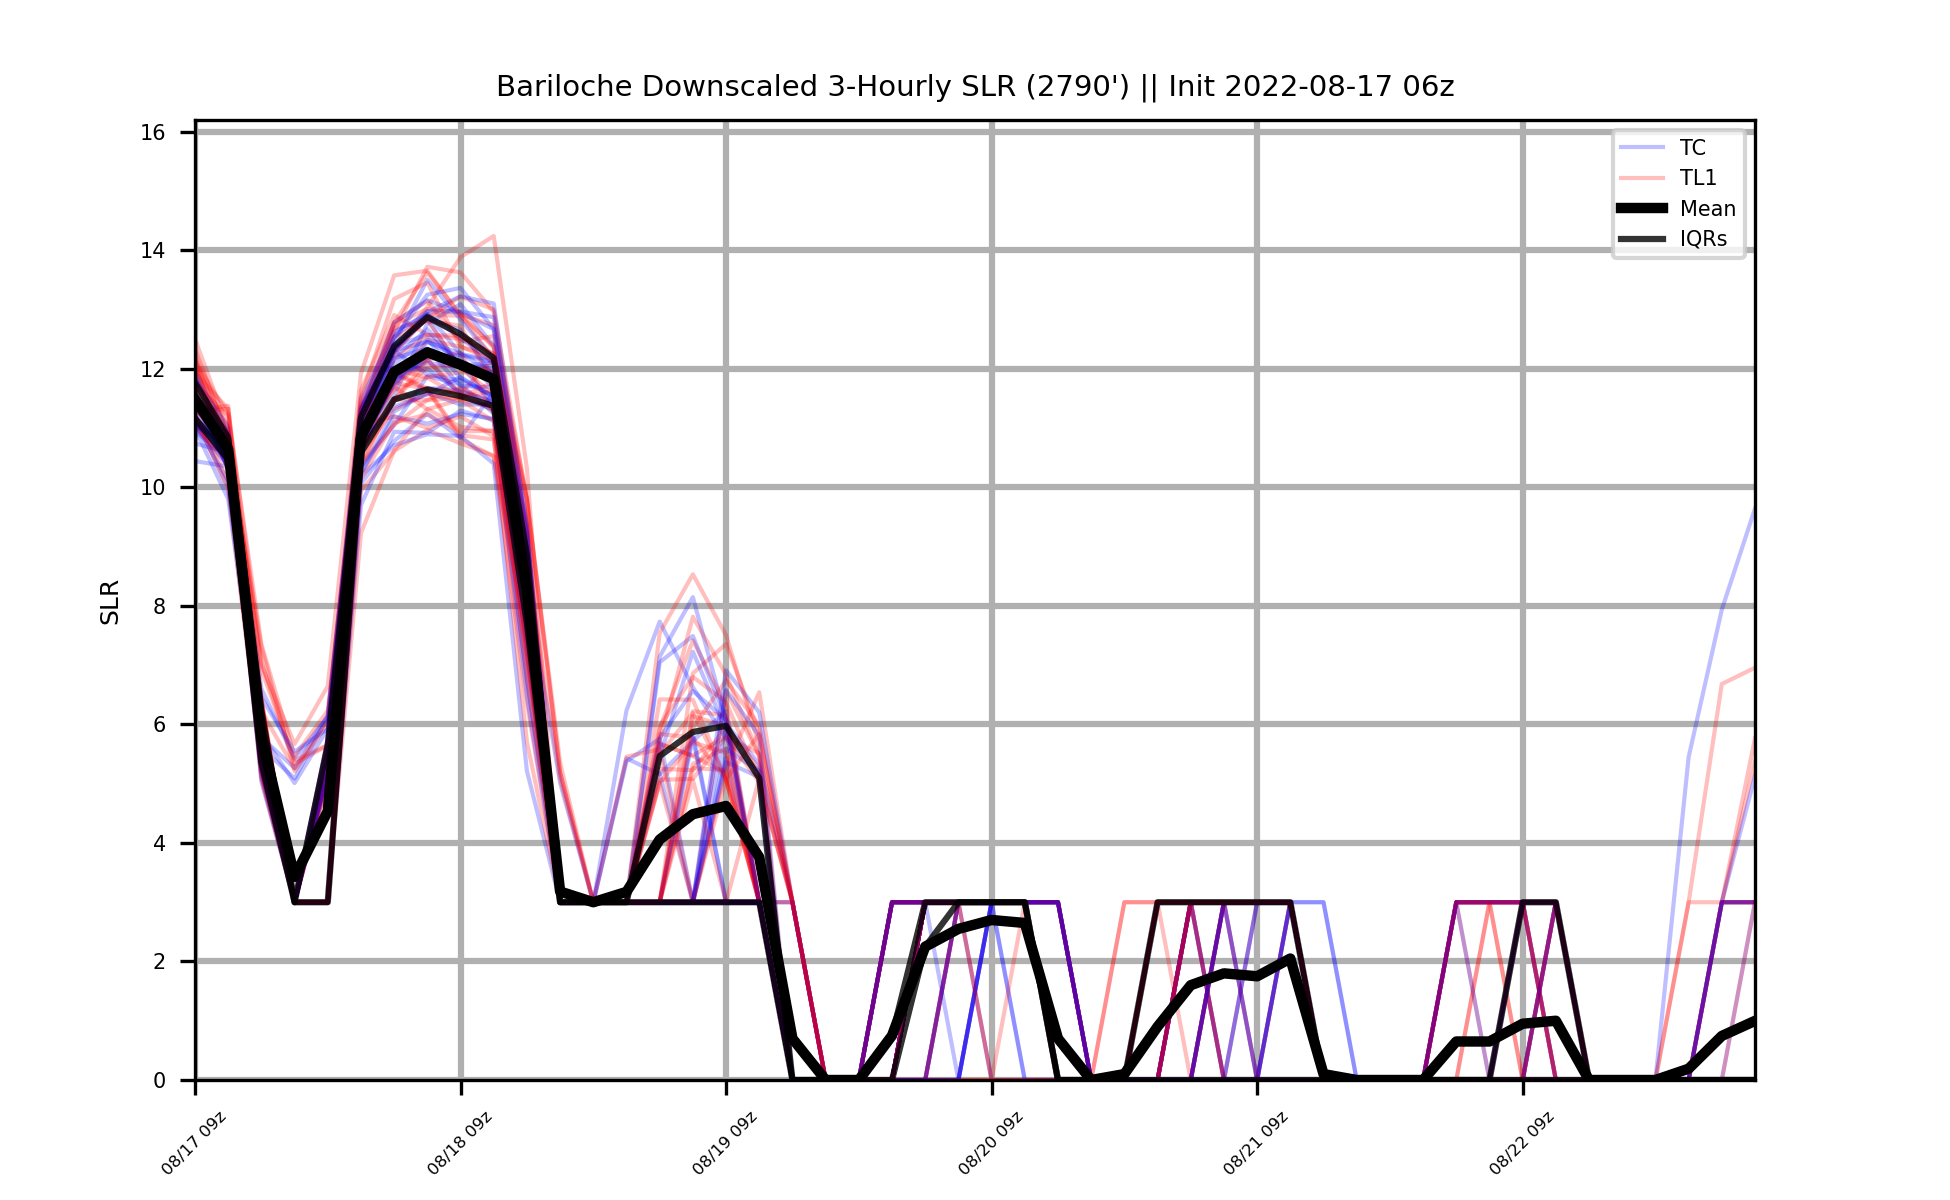 Bariloche Downscaled 3-Hourly SLR (2790') || Init 2022-08-17 06z
16
14
12
10
8
6
4
2
0
SLR
TC
TL1
Mean
IQRs
08/17 09z
08/18 09z
08/19 09z
08/20 09z
08/21 09z
08/22 09z